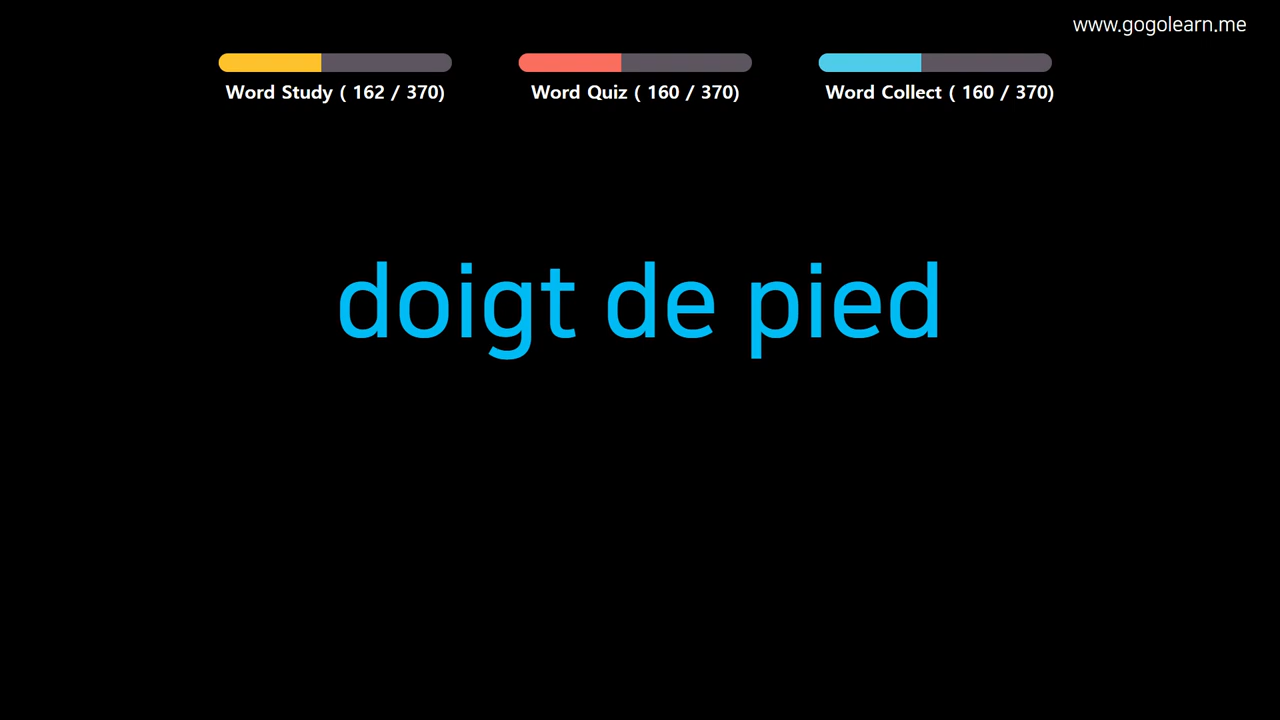 www.gogolearn.me
Word Study ( 162 / 370)
Word Quiz ( 160 / 370)
Word Collect ( 160 / 370)
doigt de pied